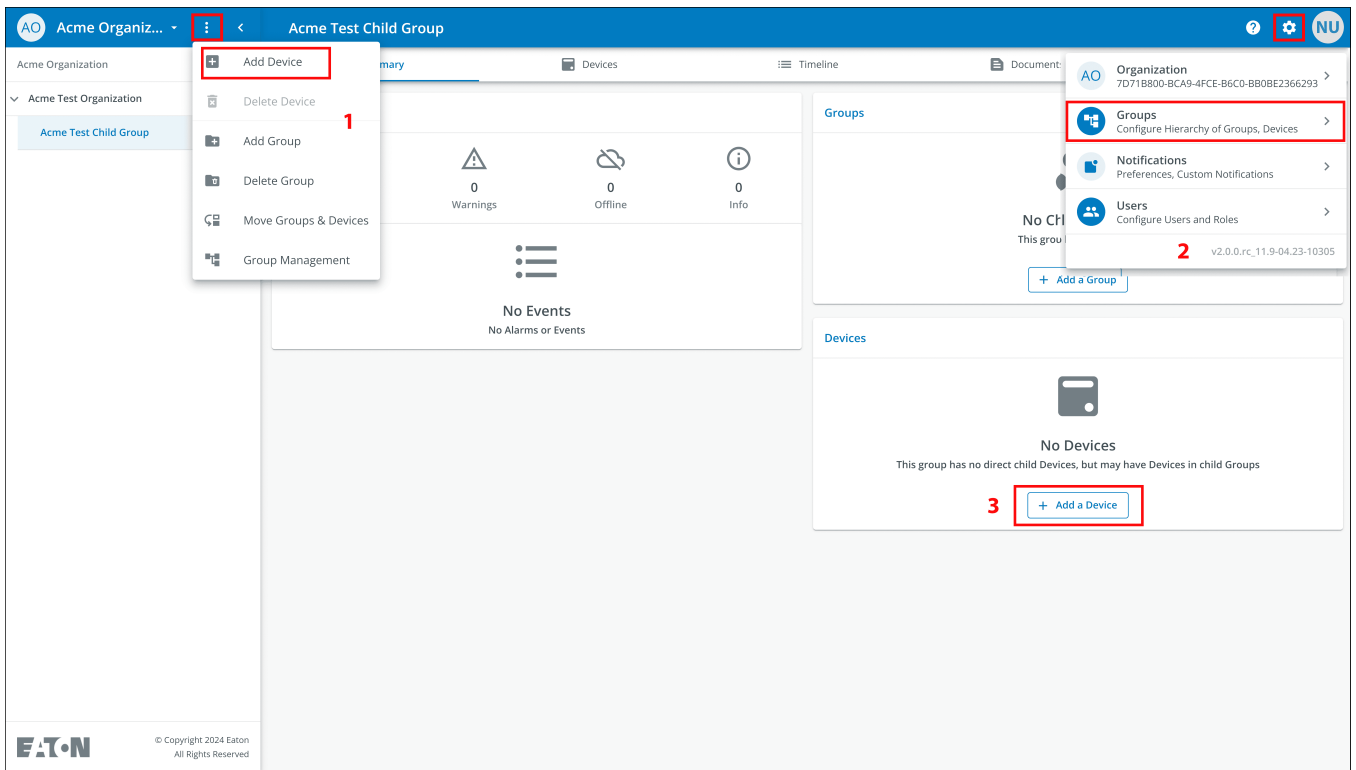 AO Acme Organiz...
Acme Test Child Group
NU
Acme Organization
Acme Test Organization
Acme Test Child Group
Add Device
Delete Device
1
Add Group
Delete Group
Move Groups & Devices
Group Management
mary
Devices
Timeline
Document
0
Warnings
0
Offline
0
Info
No Events
No Alarms or Events
Groups
No Ch
This grou
+ Add a Group
AO
Organization
7D71B800-BCA9-4FCE-B6C0-BB0BE2366293
Groups
Configure Hierarchy of Groups, Devices
Notifications
Preferences, Custom Notifications
Users
Configure Users and Roles
2
v2.0.0.rc_11.9-04.23-10305
Devices
No Devices
This group has no direct child Devices, but may have Devices in child Groups
3
+ Add a Device
EATON
© Copyright 2024 Eaton
All Rights Reserved